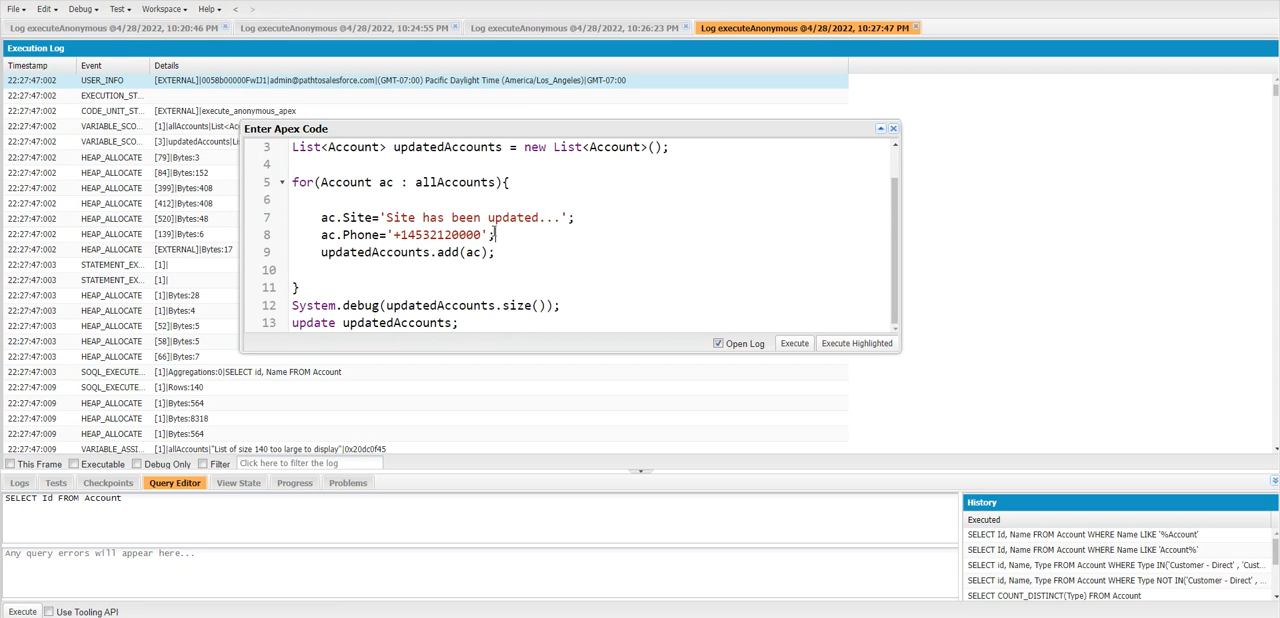 File Edit Debug Test Workspace Help < >
Log executeAnonymous @4/28/2022, 10:20:46 PM Log executeAnonymous @4/28/2022, 10:24:55 PM Log executeAnonymous @4/28/2022, 10:26:23 PM Log executeAnonymous @4/28/2022, 10:27:47 PM
Execution Log
Timestamp Event Details
22:27:47:002 USER_INFO [EXTERNAL]|0058b00000FwIJ1|admin@pathtosalesforce.com|(GMT-07:00) Pacific Daylight Time (America/Los_Angeles)|GMT-07:00
22:27:47:002 EXECUTION_ST...
22:27:47:002 CODE_UNIT_ST... [EXTERNAL]|execute_anonymous_apex
22:27:47:002 VARIABLE_SCO... [1]|allAccounts|List<Ac
22:27:47:002 VARIABLE_SCO... [3]|updatedAccounts|Li
22:27:47:002 HEAP_ALLOCATE [79]|Bytes:3
22:27:47:002 HEAP_ALLOCATE [84]|Bytes:152
22:27:47:002 HEAP_ALLOCATE [399]|Bytes:408
22:27:47:002 HEAP_ALLOCATE [412]|Bytes:408
22:27:47:002 HEAP_ALLOCATE [520]|Bytes:48
22:27:47:002 HEAP_ALLOCATE [139]|Bytes:6
22:27:47:002 HEAP_ALLOCATE [EXTERNAL]|Bytes:17
22:27:47:003 STATEMENT_EX... [1]|
22:27:47:003 STATEMENT_EX... [1]|
22:27:47:003 HEAP_ALLOCATE [1]|Bytes:28
22:27:47:003 HEAP_ALLOCATE [1]|Bytes:4
22:27:47:003 HEAP_ALLOCATE [52]|Bytes:5
22:27:47:003 HEAP_ALLOCATE [58]|Bytes:5
22:27:47:003 HEAP_ALLOCATE [66]|Bytes:7
22:27:47:003 SOQL_EXECUTE... [1]|Aggregations:0|SELECT id, Name FROM Account
22:27:47:009 SOQL_EXECUTE... [1]|Rows:140
22:27:47:009 HEAP_ALLOCATE [1]|Bytes:564
22:27:47:009 HEAP_ALLOCATE [1]|Bytes:8318
22:27:47:009 HEAP_ALLOCATE [1]|Bytes:564
22:27:47:009 VARIABLE_ASSI... [1]|allAccounts|"List of size 140 too large to display"|0x20dc0f45
Enter Apex Code
3 List<Account> updatedAccounts = new List<Account>();
4
5 for(Account ac : allAccounts){
6
7 ac.Site='Site has been updated...';
8 ac.Phone='+14532120000';
9 updatedAccounts.add(ac);
10
11 }
12 System.debug(updatedAccounts.size());
13 update updatedAccounts;
Open Log Execute Execute Highlighted
This Frame Executable Debug Only Filter Click here to filter the log
Logs Tests Checkpoints Query Editor View State Progress Problems
SELECT Id FROM Account
Any query errors will appear here...
Execute Use Tooling API
History
Executed
SELECT Id, Name FROM Account WHERE Name LIKE '%Account'
SELECT Id, Name FROM Account WHERE Name LIKE 'Account%'
SELECT id, Name, Type FROM Account WHERE Type IN('Customer - Direct' , 'Cust...
SELECT id, Name, Type FROM Account WHERE Type NOT IN('Customer - Direct' , ...
SELECT COUNT_DISTINCT(Type) FROM Account